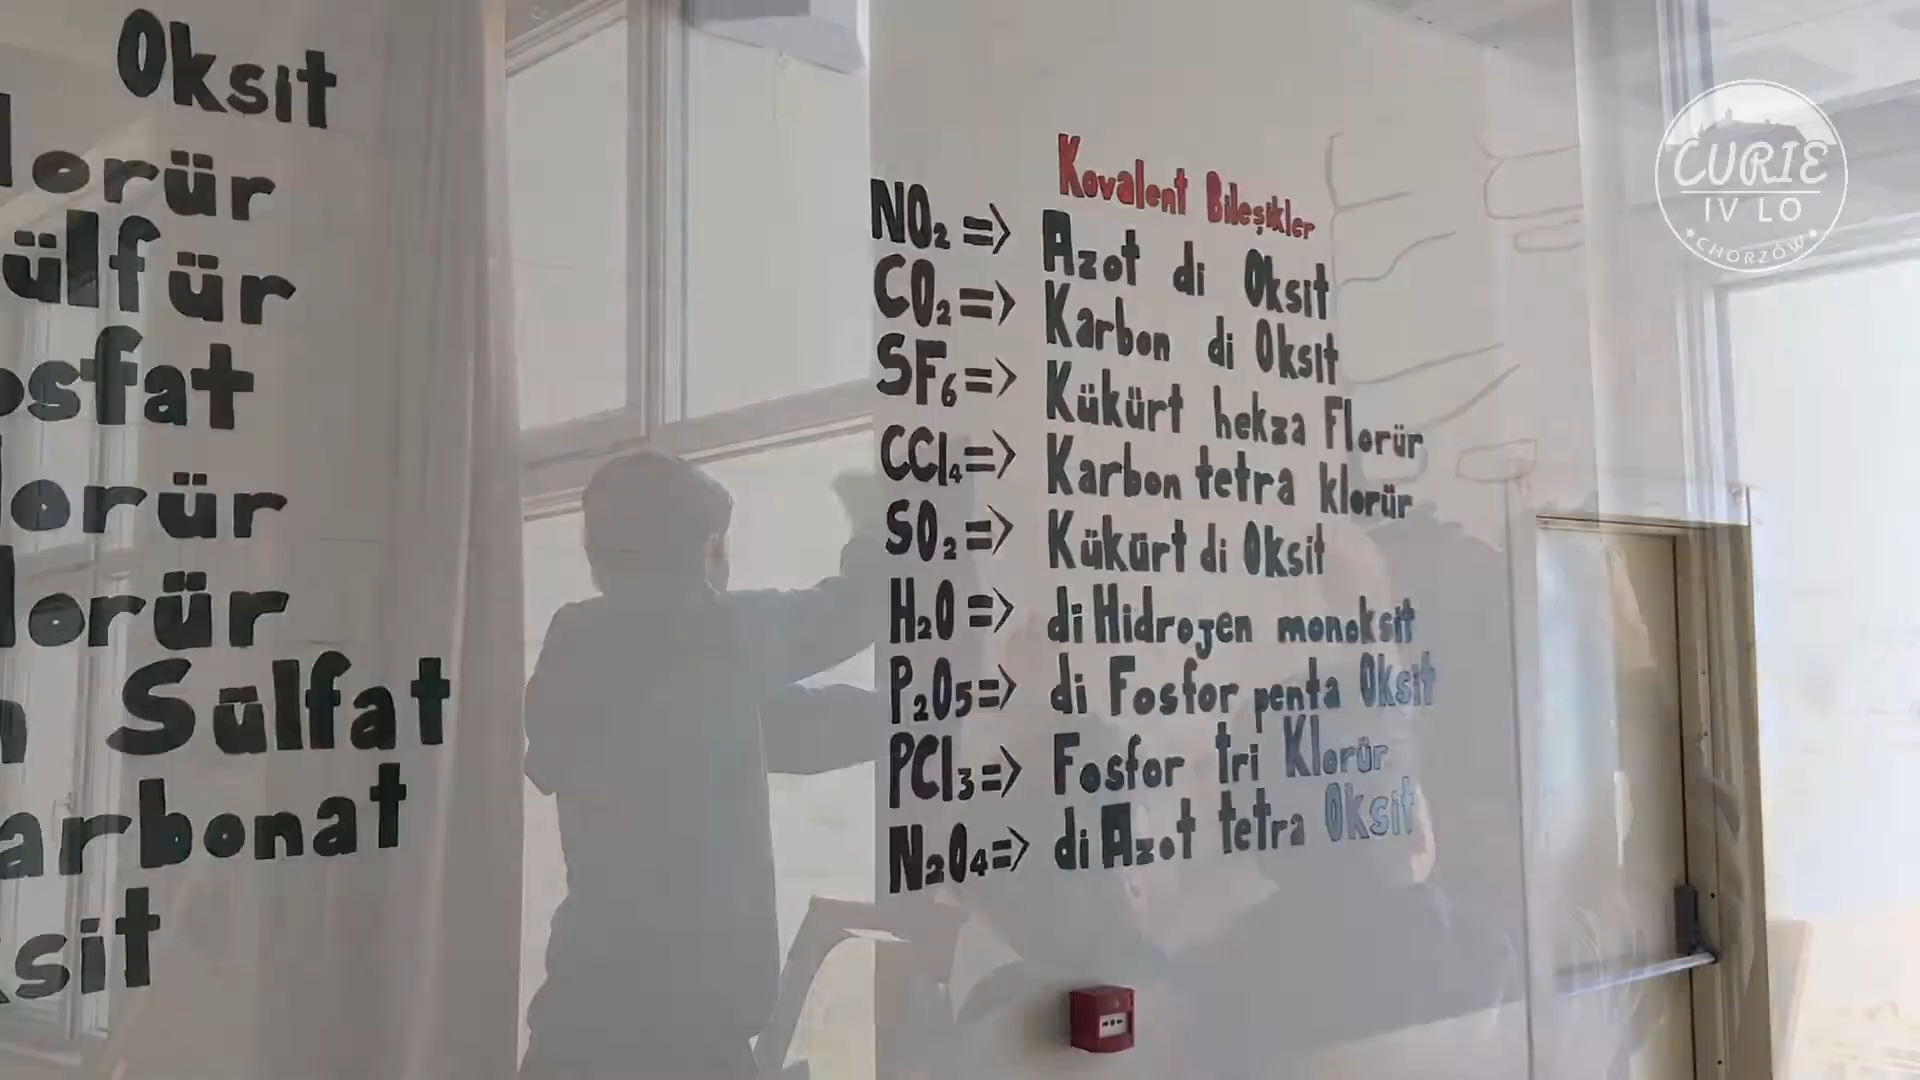 Oksit
lorür
ülfür
osfat
lorür
lorür
Sülfat
arbonat
sit
Kovalent Bileşikler
NO₂ => Azot di Oksit
CO₂ => Karbon di Oksit
SF₆ => Kükürt hekza Florür
CCl₄ => Karbon tetra klorür
SO₂ => Kükürt di Oksit
H₂O => di Hidrojen monoksit
P₂O₅ => di Fosfor penta Oksit
PCl₃ => Fosfor tri Klorür
N₂O₄ => di Azot tetra Oksit
CURIE
IV LO
CHORZÓW